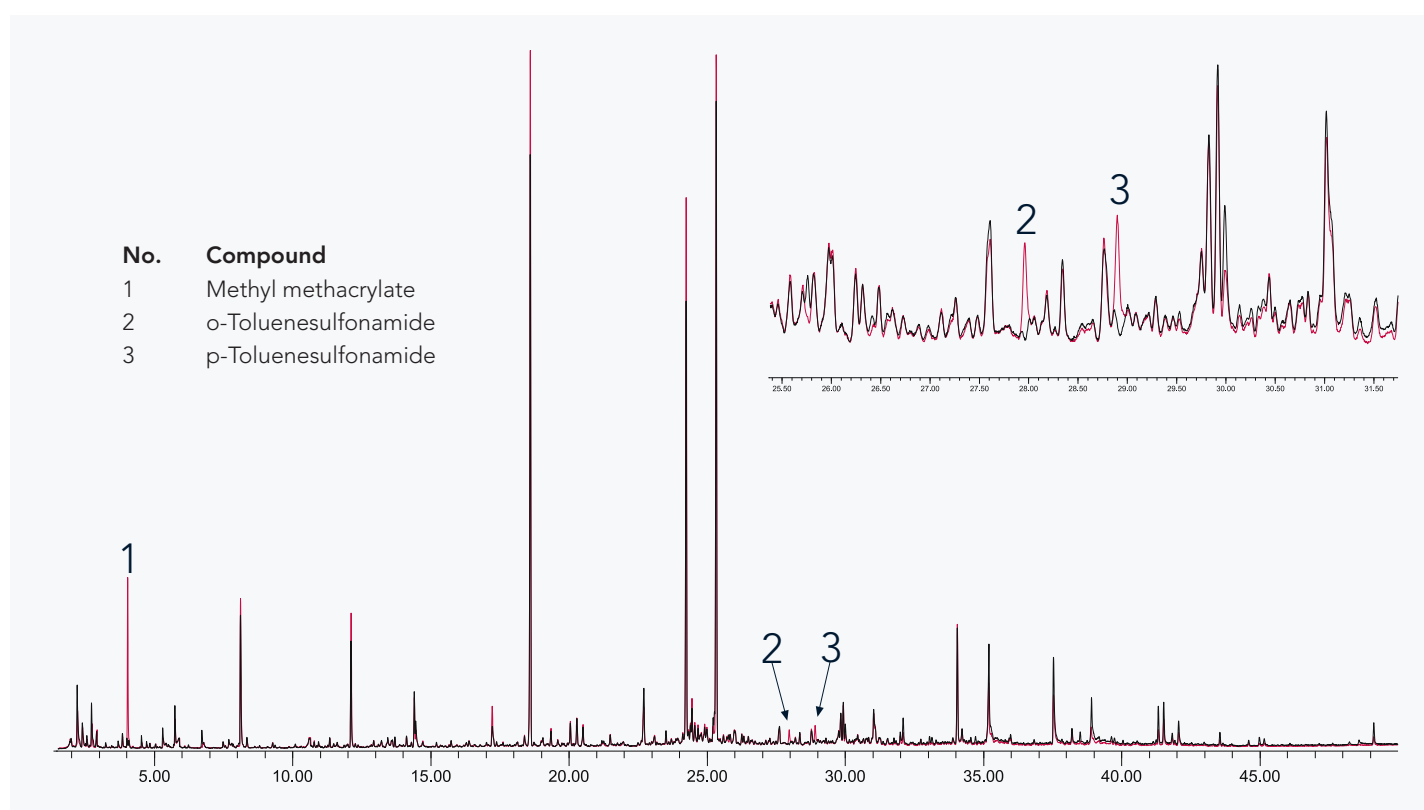 No. Compound
1 Methyl methacrylate
2 o-Toluenesulfonamide
3 p-Toluenesulfonamide
2
3
25.50 26.00 26.50 27.00 27.50 28.00 28.50 29.00 29.50 30.00 30.50 31.00 31.50
1
2 3
5.00 10.00 15.00 20.00 25.00 30.00 35.00 40.00 45.00